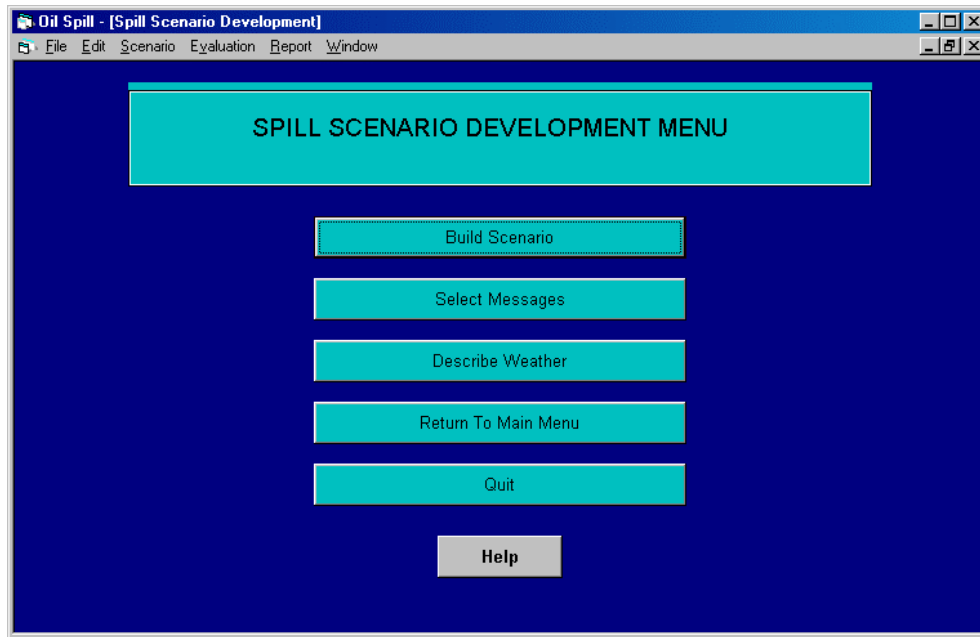 Oil Spill - [Spill Scenario Development]
File Edit Scenario Evaluation Report Window
SPILL SCENARIO DEVELOPMENT MENU
Build Scenario
Select Messages
Describe Weather
Return To Main Menu
Quit
Help